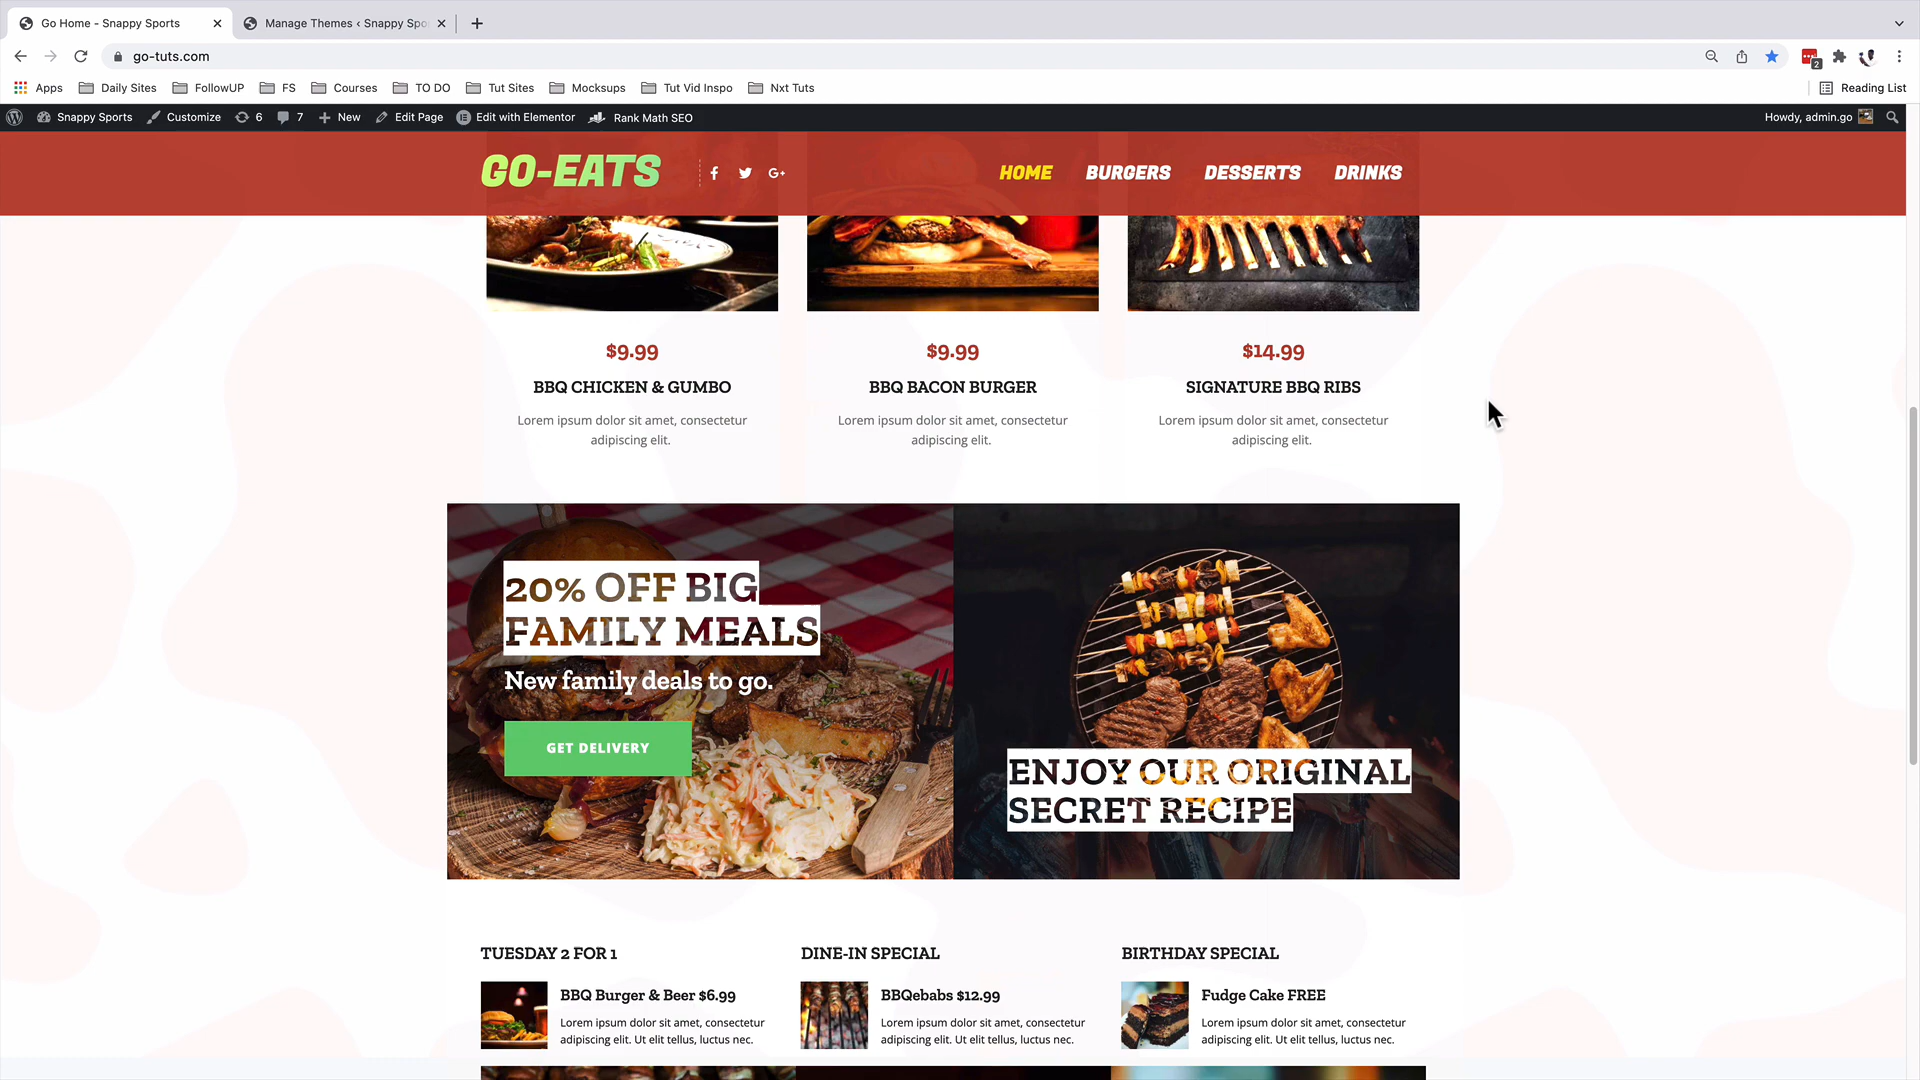 Go Home - Snappy Sports
Manage Themes ‹ Snappy Spo
go-tuts.com
2
Apps Daily Sites FollowUP FS Courses TO DO Tut Sites Mocksups Tut Vid Inspo Nxt Tuts Reading List
Snappy Sports Customize 6 7 New Edit Page Edit with Elementor Rank Math SEO Howdy, admin.go
GO-EATS
HOME BURGERS DESSERTS DRINKS
$9.99 $9.99 $14.99
BBQ CHICKEN & GUMBO BBQ BACON BURGER SIGNATURE BBQ RIBS
Lorem ipsum dolor sit amet, consectetur Lorem ipsum dolor sit amet, consectetur Lorem ipsum dolor sit amet, consectetur
adipiscing elit. adipiscing elit. adipiscing elit.
20% OFF BIG
FAMILY MEALS
New family deals to go.
GET DELIVERY
ENJOY OUR ORIGINAL
SECRET RECIPE
TUESDAY 2 FOR 1
BBQ Burger & Beer $6.99
Lorem ipsum dolor sit amet, consectetur
adipiscing elit. Ut elit tellus, luctus nec.
DINE-IN SPECIAL
BBQebabs $12.99
Lorem ipsum dolor sit amet, consectetur
adipiscing elit. Ut elit tellus, luctus nec.
BIRTHDAY SPECIAL
Fudge Cake FREE
Lorem ipsum dolor sit amet, consectetur
adipiscing elit. Ut elit tellus, luctus nec.